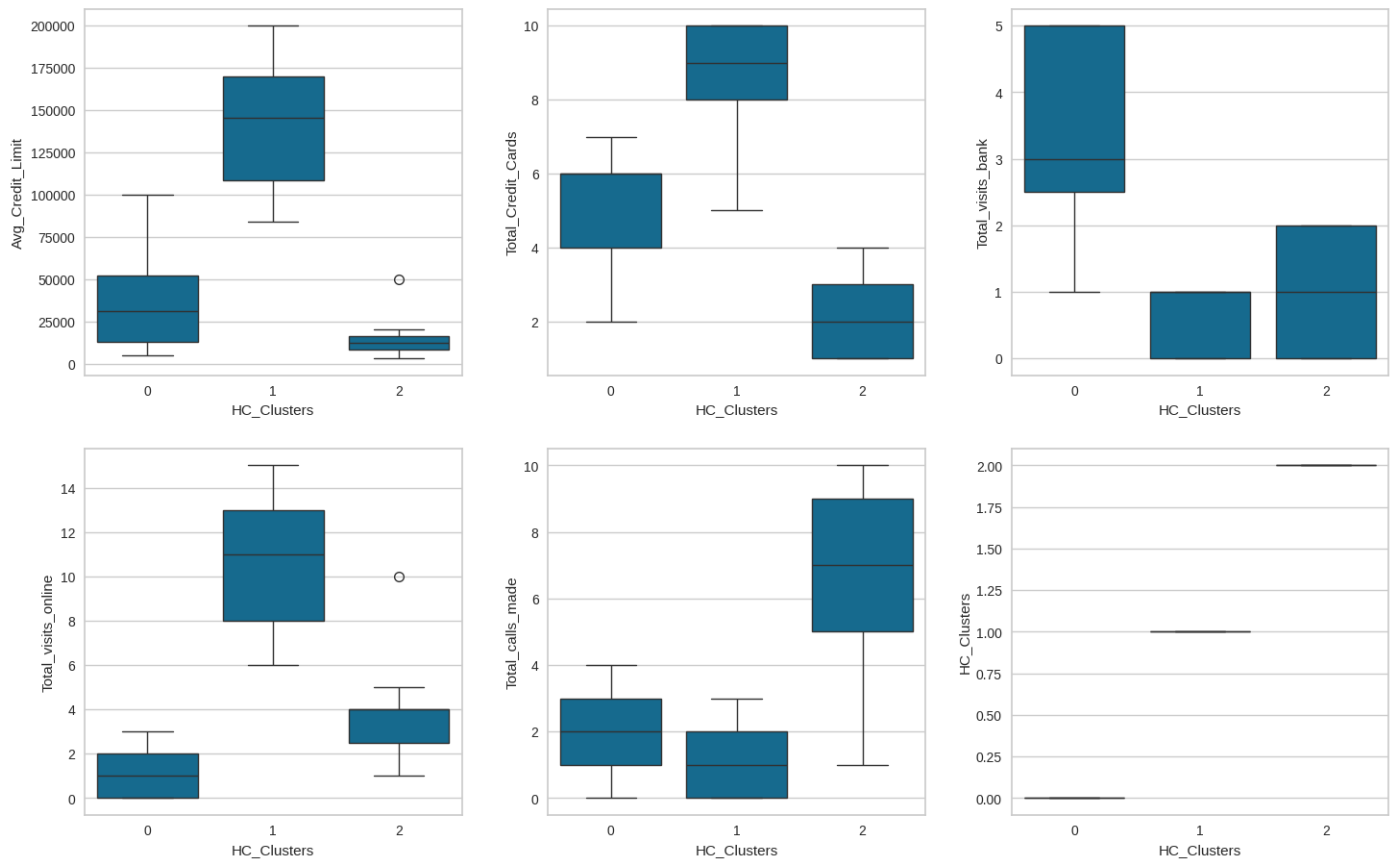 Avg_Credit_Limit
200000
175000
150000
125000
100000
75000
50000
25000
0
0 1 2
HC_Clusters
Total_Credit_Cards
10
8
6
4
2
0 1 2
HC_Clusters
Total_visits_bank
5
4
3
2
1
0
0 1 2
HC_Clusters
Total_visits_online
14
12
10
8
6
4
2
0
0 1 2
HC_Clusters
Total_calls_made
10
8
6
4
2
0
0 1 2
HC_Clusters
HC_Clusters
2.00
1.75
1.50
1.25
1.00
0.75
0.50
0.25
0.00
0 1 2
HC_Clusters